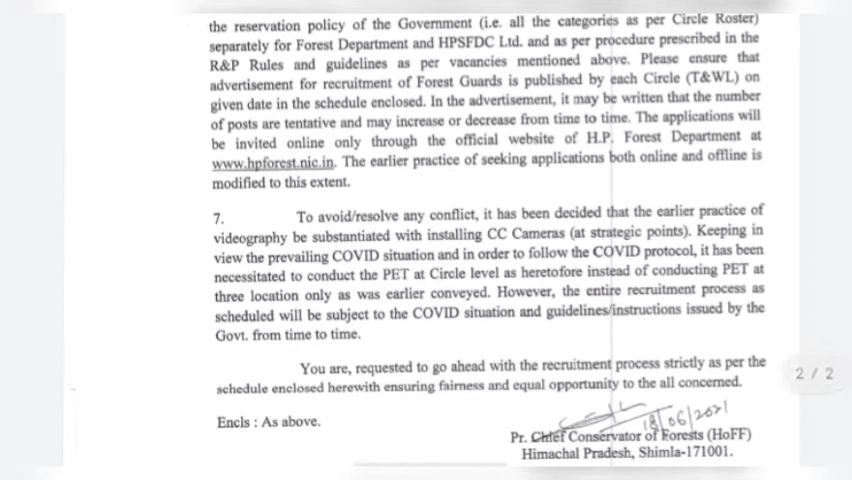 the reservation policy of the Government (i.e. all the categories as per Circle Roster)
separately for Forest Department and HPSFDC Ltd. and as per procedure prescribed in the
R&P Rules and guidelines as per vacancies mentioned above. Please ensure that
advertisement for recruitment of Forest Guards is published by each Circle (T&WL) on
given date in the schedule enclosed. In the advertisement, it may be written that the number
of posts are tentative and may increase or decrease from time to time. The applications will
be invited online only through the official website of H.P. Forest Department at
www.hpforest.nic.in. The earlier practice of seeking applications both online and offline is
modified to this extent.
7. To avoid/resolve any conflict, it has been decided that the earlier practice of
videography be substantiated with installing CC Cameras (at strategic points). Keeping in
view the prevailing COVID situation and in order to follow the COVID protocol, it has been
necessitated to conduct the PET at Circle level as heretofore instead of conducting PET at
three location only as was earlier conveyed. However, the entire recruitment process as
scheduled will be subject to the COVID situation and guidelines/instructions issued by the
Govt. from time to time.
You are, requested to go ahead with the recruitment process strictly as per the
schedule enclosed herewith ensuring fairness and equal opportunity to the all concerned.
2 / 2
Encls : As above.
18/06/2021
Pr. Chief Conservator of Forests (HoFF)
Himachal Pradesh, Shimla-171001.